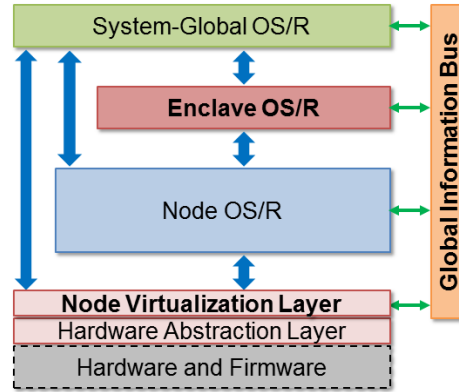 System-Global OS/R
Enclave OS/R
Node OS/R
Node Virtualization Layer
Hardware Abstraction Layer
Hardware and Firmware
Global Information Bus